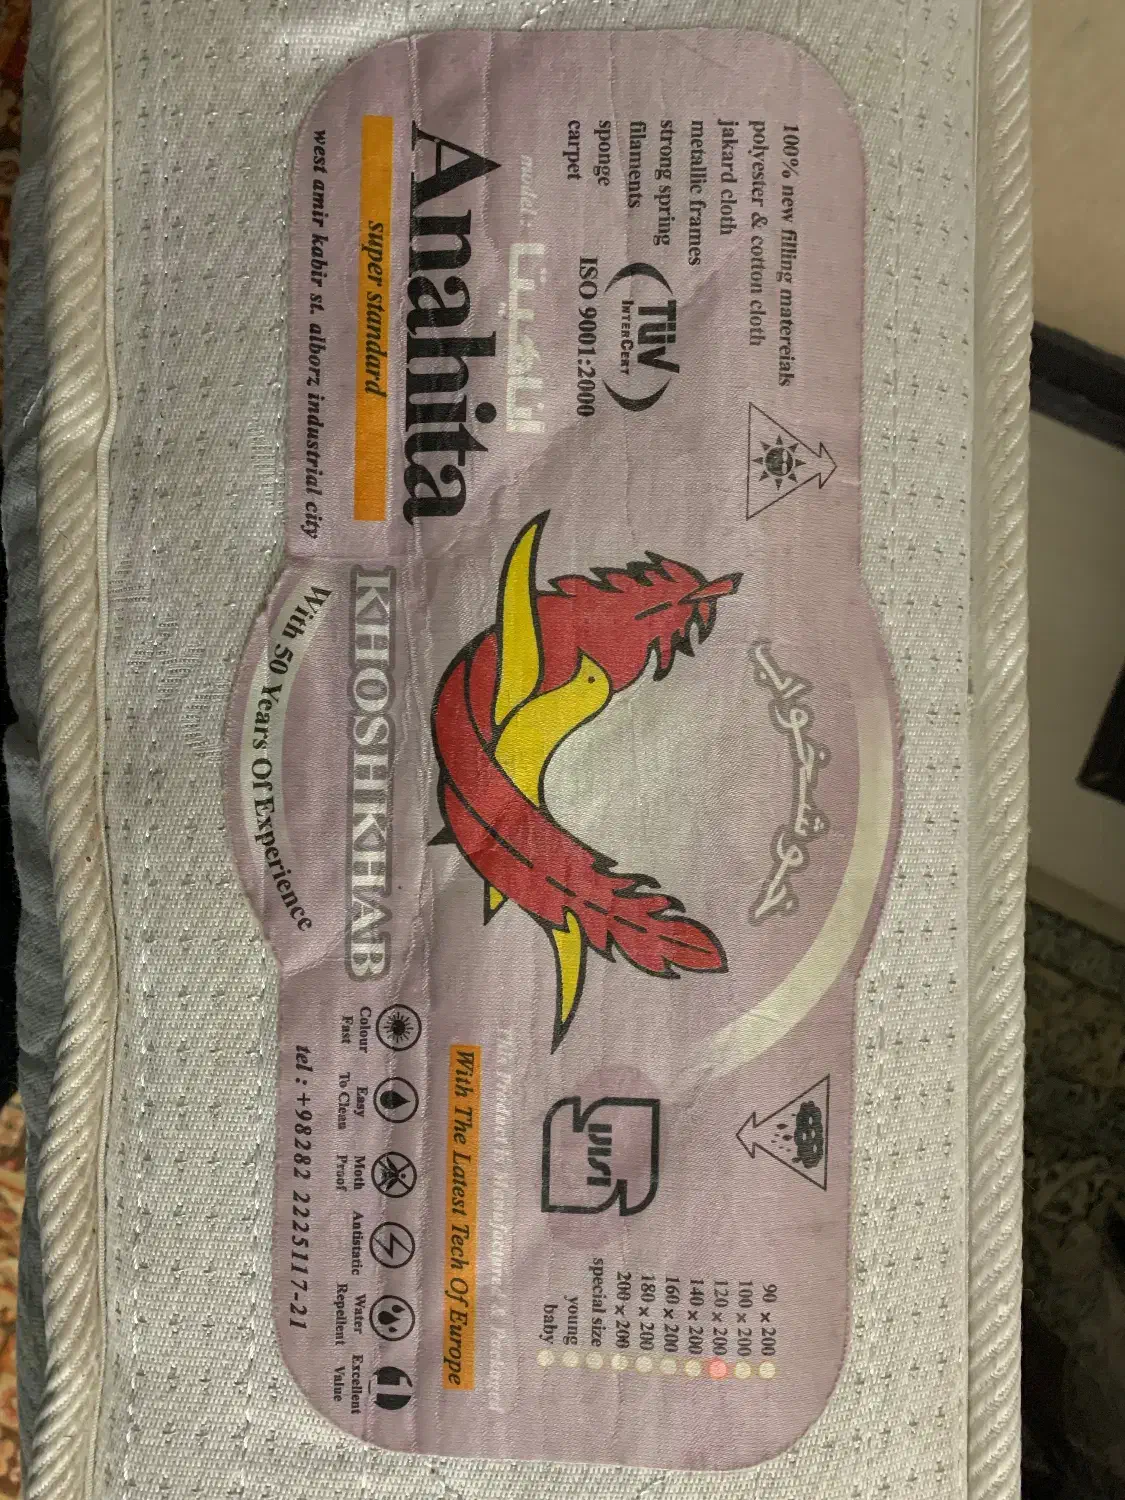 100% new filling matereials
polyester & cotton cloth
jakard cloth
metallic frames
strong spring
filaments
sponge
carpet
TÜV
INTERCERT
ISO 9001:2000
آناهیتا
Anahita
super standard
west amir kabir st. alborz industrial city
خوشخواب
KHOSHKHAB
With 50 Years Of Experience
90 x 200
100 x 200
120 x 200
140 x 200
160 x 200
180 x 200
200 x 200
special size
young
baby
ISIRI
With The Latest Tech Of Europe
Colour Fast
Easy To Clean
Moth Proof
Antistatic
Water Repellent
Excellent Value
tel : +98282 2225117-21